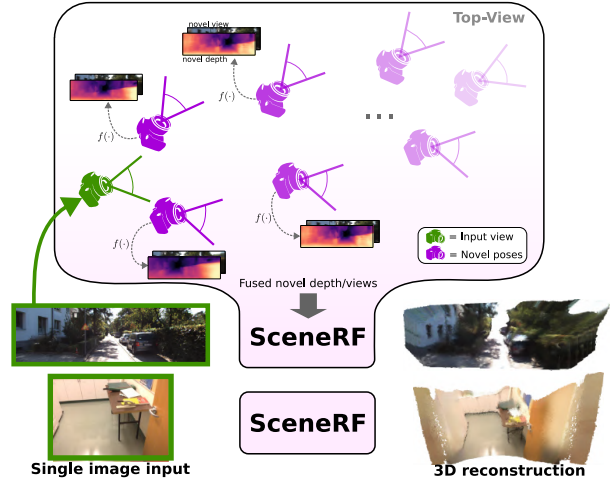 Top-View
novel view
novel depth
f(·)
f(·)
f(·)
f(·)
...
= Input view
= Novel poses
Fused novel depth/views
SceneRF
SceneRF
Single image input
3D reconstruction